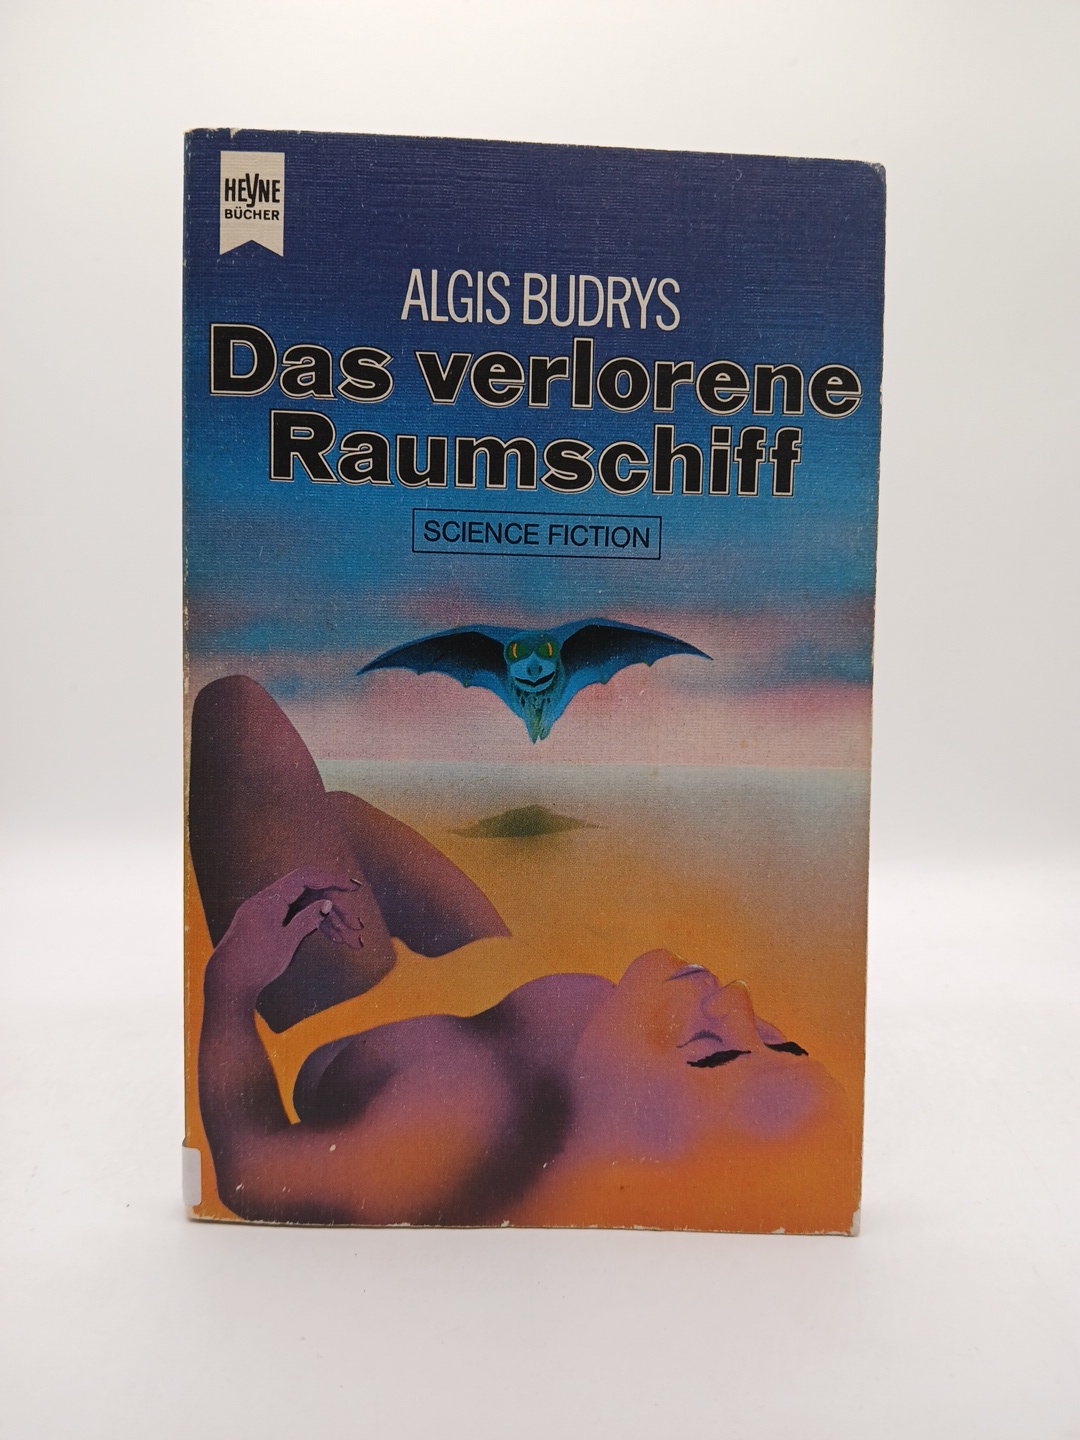 HEYNE
BÜCHER
ALGIS BUDRYS
Das verlorene
Raumschiff
SCIENCE FICTION